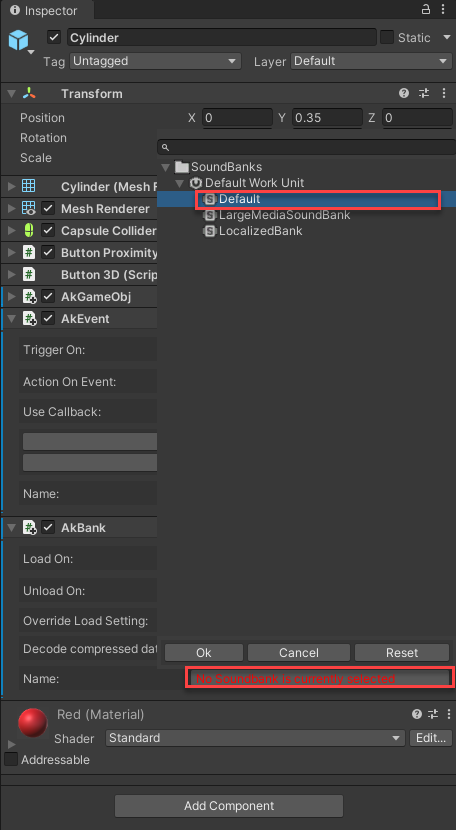 Inspector
Cylinder
Static
Tag Untagged Layer Default
Transform
Position X 0 Y 0.35 Z 0
Rotation
Scale
SoundBanks
Default Work Unit
Default
LargeMediaSoundBank
LocalizedBank
Cylinder (Mesh F
Mesh Renderer
Capsule Collider
Button Proximity
Button 3D (Scrip
AkGameObj
AkEvent
Trigger On:
Action On Event:
Use Callback:
Name:
AkBank
Load On:
Unload On:
Override Load Setting:
Decode compressed dat
Ok Cancel Reset
Name: No Soundbank is currently selected
Red (Material)
Shader Standard Edit...
Addressable
Add Component